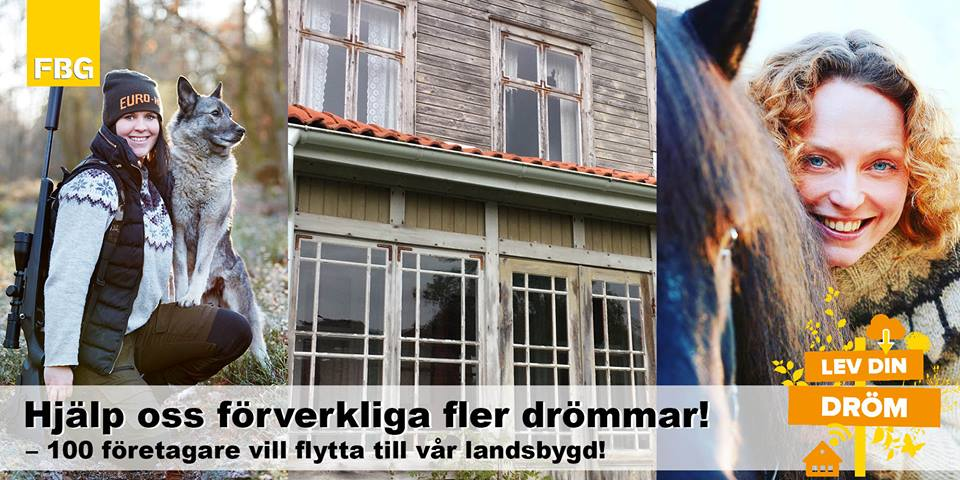 FBG
EURO-
Hjälp oss förverkliga fler drömmar!
– 100 företagare vill flytta till vår landsbygd!
LEV DIN
DRÖM